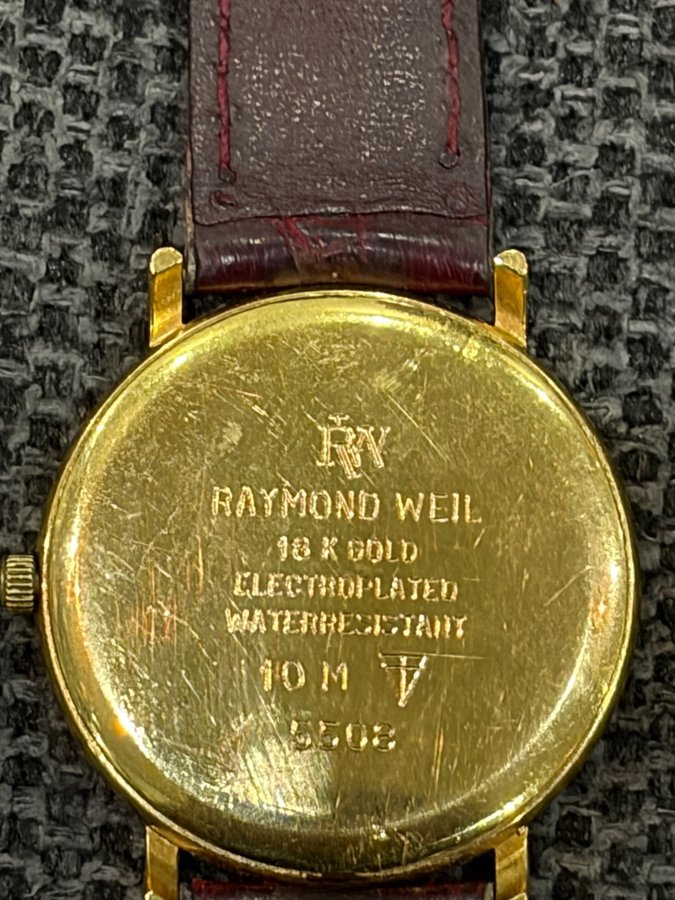 RW
RAYMOND WEIL
18 K GOLD
ELECTROPLATED
WATERRESISTANT
10 M
5508